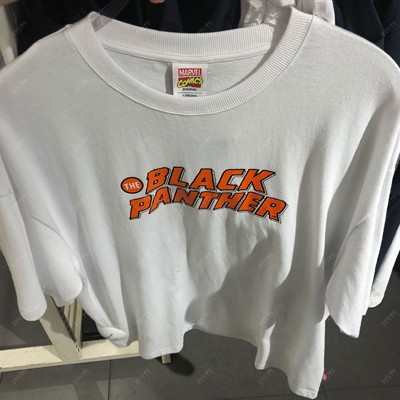 MARVEL
COMICS
THE BLACK
PANTHER